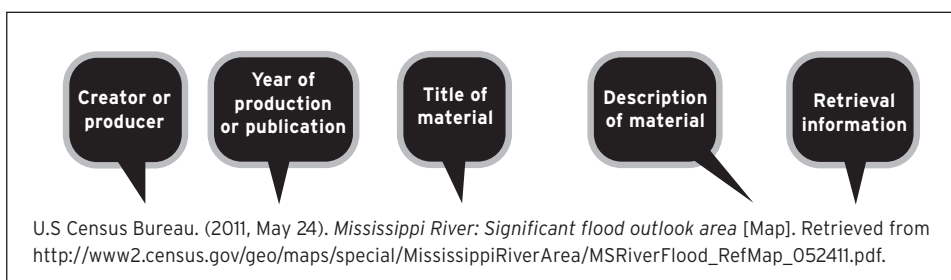 Creator or
producer
Year of
production
or publication
Title of
material
Description
of material
Retrieval
information
U.S Census Bureau. (2011, May 24). Mississippi River: Significant flood outlook area [Map]. Retrieved from
http://www2.census.gov/geo/maps/special/MississippiRiverArea/MSRiverFlood_RefMap_052411.pdf.